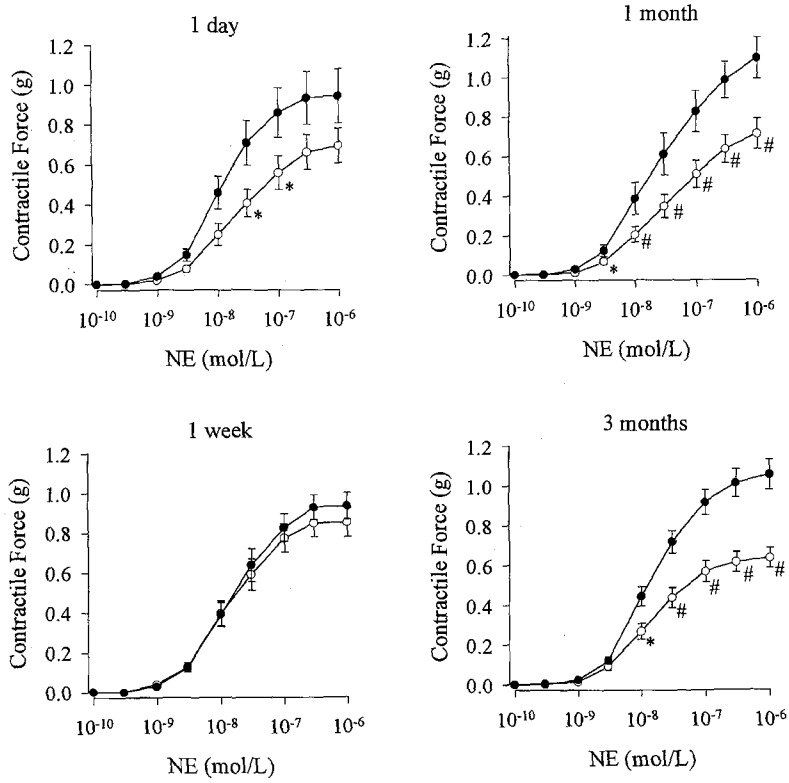 1 day
Contractile Force (g)
1.2
1.0
0.8
0.6
0.4
0.2
0.0
* *
10⁻¹⁰ 10⁻⁹ 10⁻⁸ 10⁻⁷ 10⁻⁶
NE (mol/L)
1 month
Contractile Force (g)
1.2
1.0
0.8
0.6
0.4
0.2
0.0
* # # # # #
10⁻¹⁰ 10⁻⁹ 10⁻⁸ 10⁻⁷ 10⁻⁶
NE (mol/L)
1 week
Contractile Force (g)
1.2
1.0
0.8
0.6
0.4
0.2
0.0
10⁻¹⁰ 10⁻⁹ 10⁻⁸ 10⁻⁷ 10⁻⁶
NE (mol/L)
3 months
Contractile Force (g)
1.2
1.0
0.8
0.6
0.4
0.2
0.0
* # # # #
10⁻¹⁰ 10⁻⁹ 10⁻⁸ 10⁻⁷ 10⁻⁶
NE (mol/L)